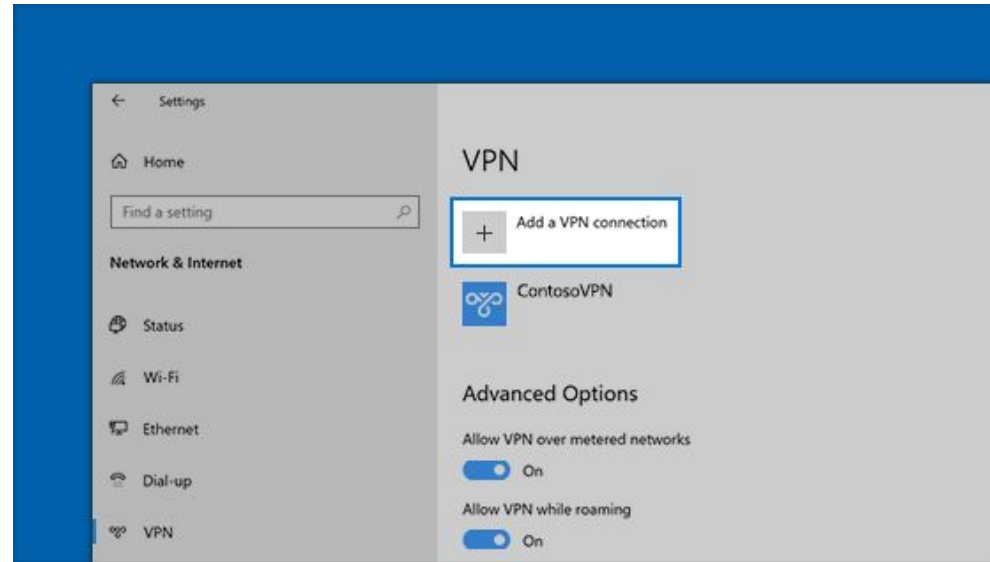 Settings
Home
Find a setting
Network & Internet
Status
Wi-Fi
Ethernet
Dial-up
VPN
VPN
Add a VPN connection
ContosoVPN
Advanced Options
Allow VPN over metered networks
On
Allow VPN while roaming
On